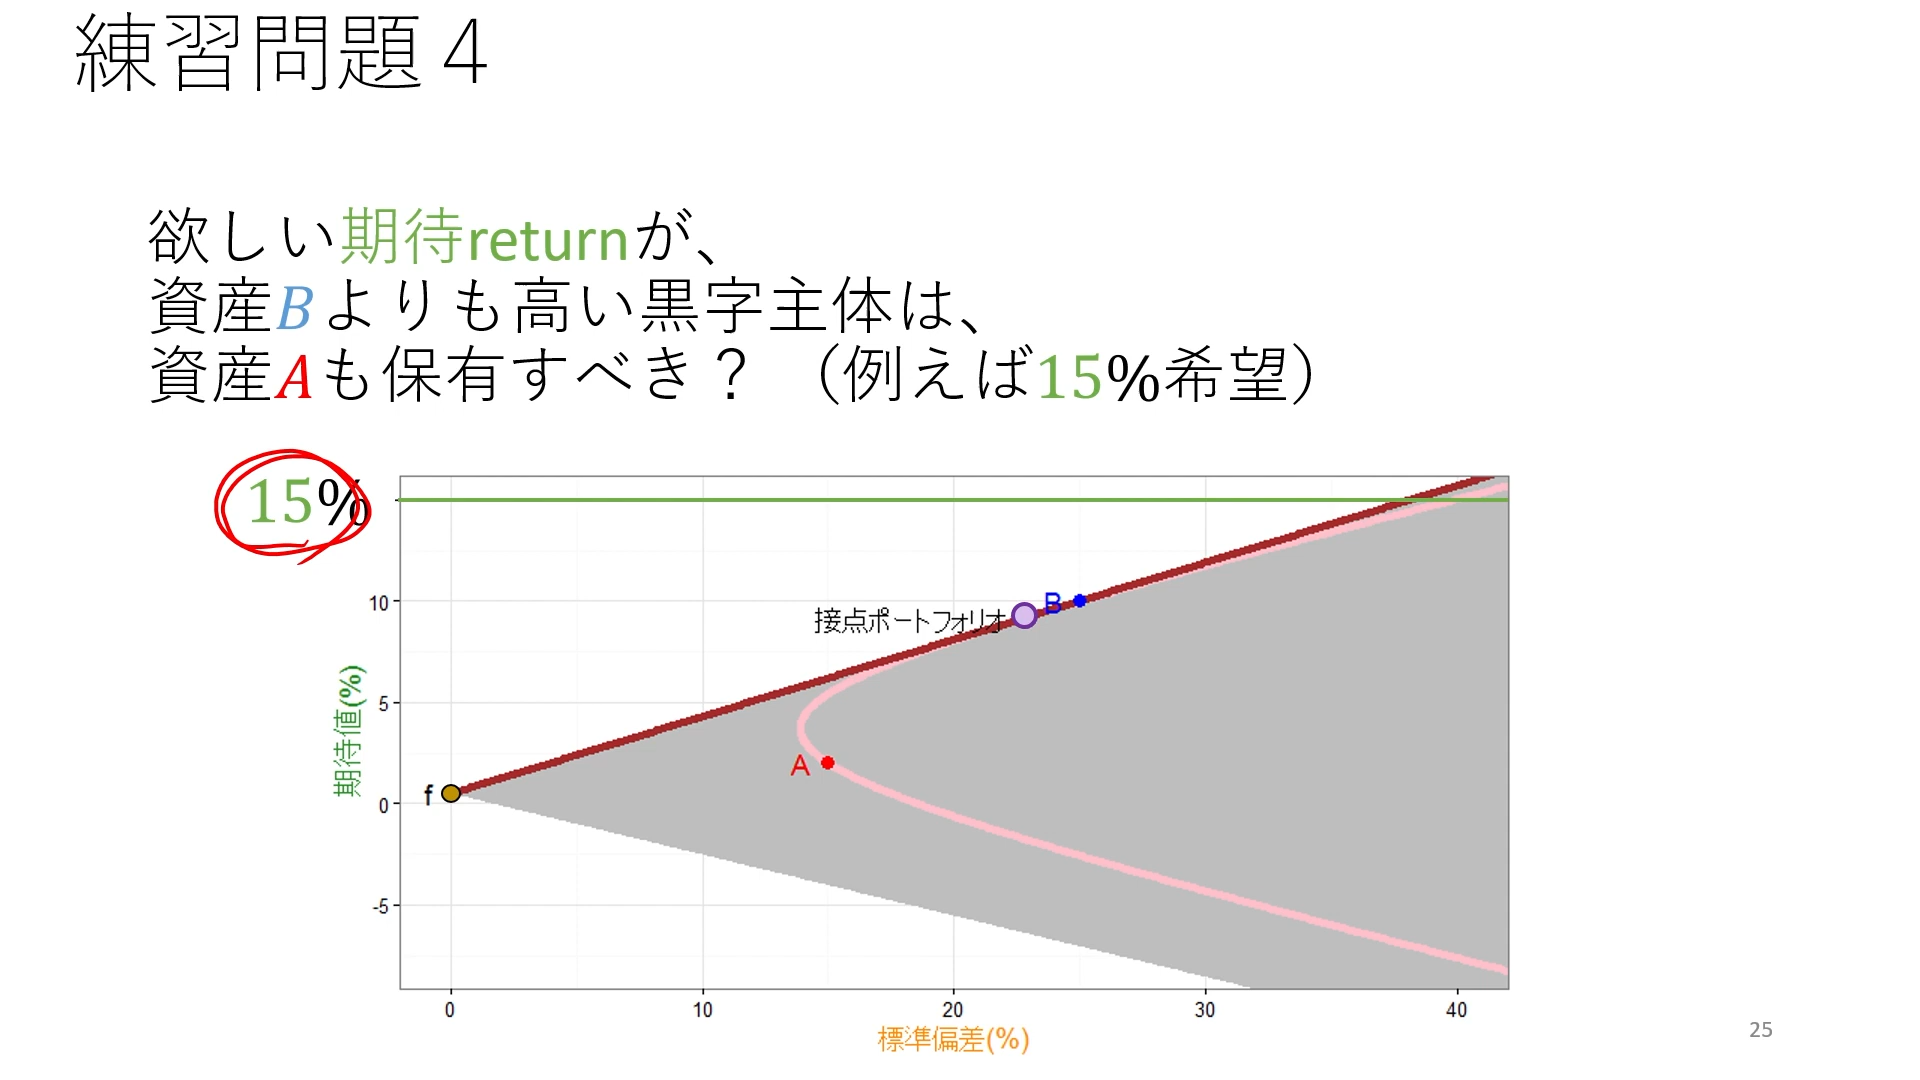 練習問題４
欲しい期待returnが、
資産Bよりも高い黒字主体は、
資産Aも保有すべき？（例えば15%希望）
15%
10
5
0
-5
期待値(%)
接点ポートフォリオ
B
A
f
0
10
20
30
40
標準偏差(%)
25